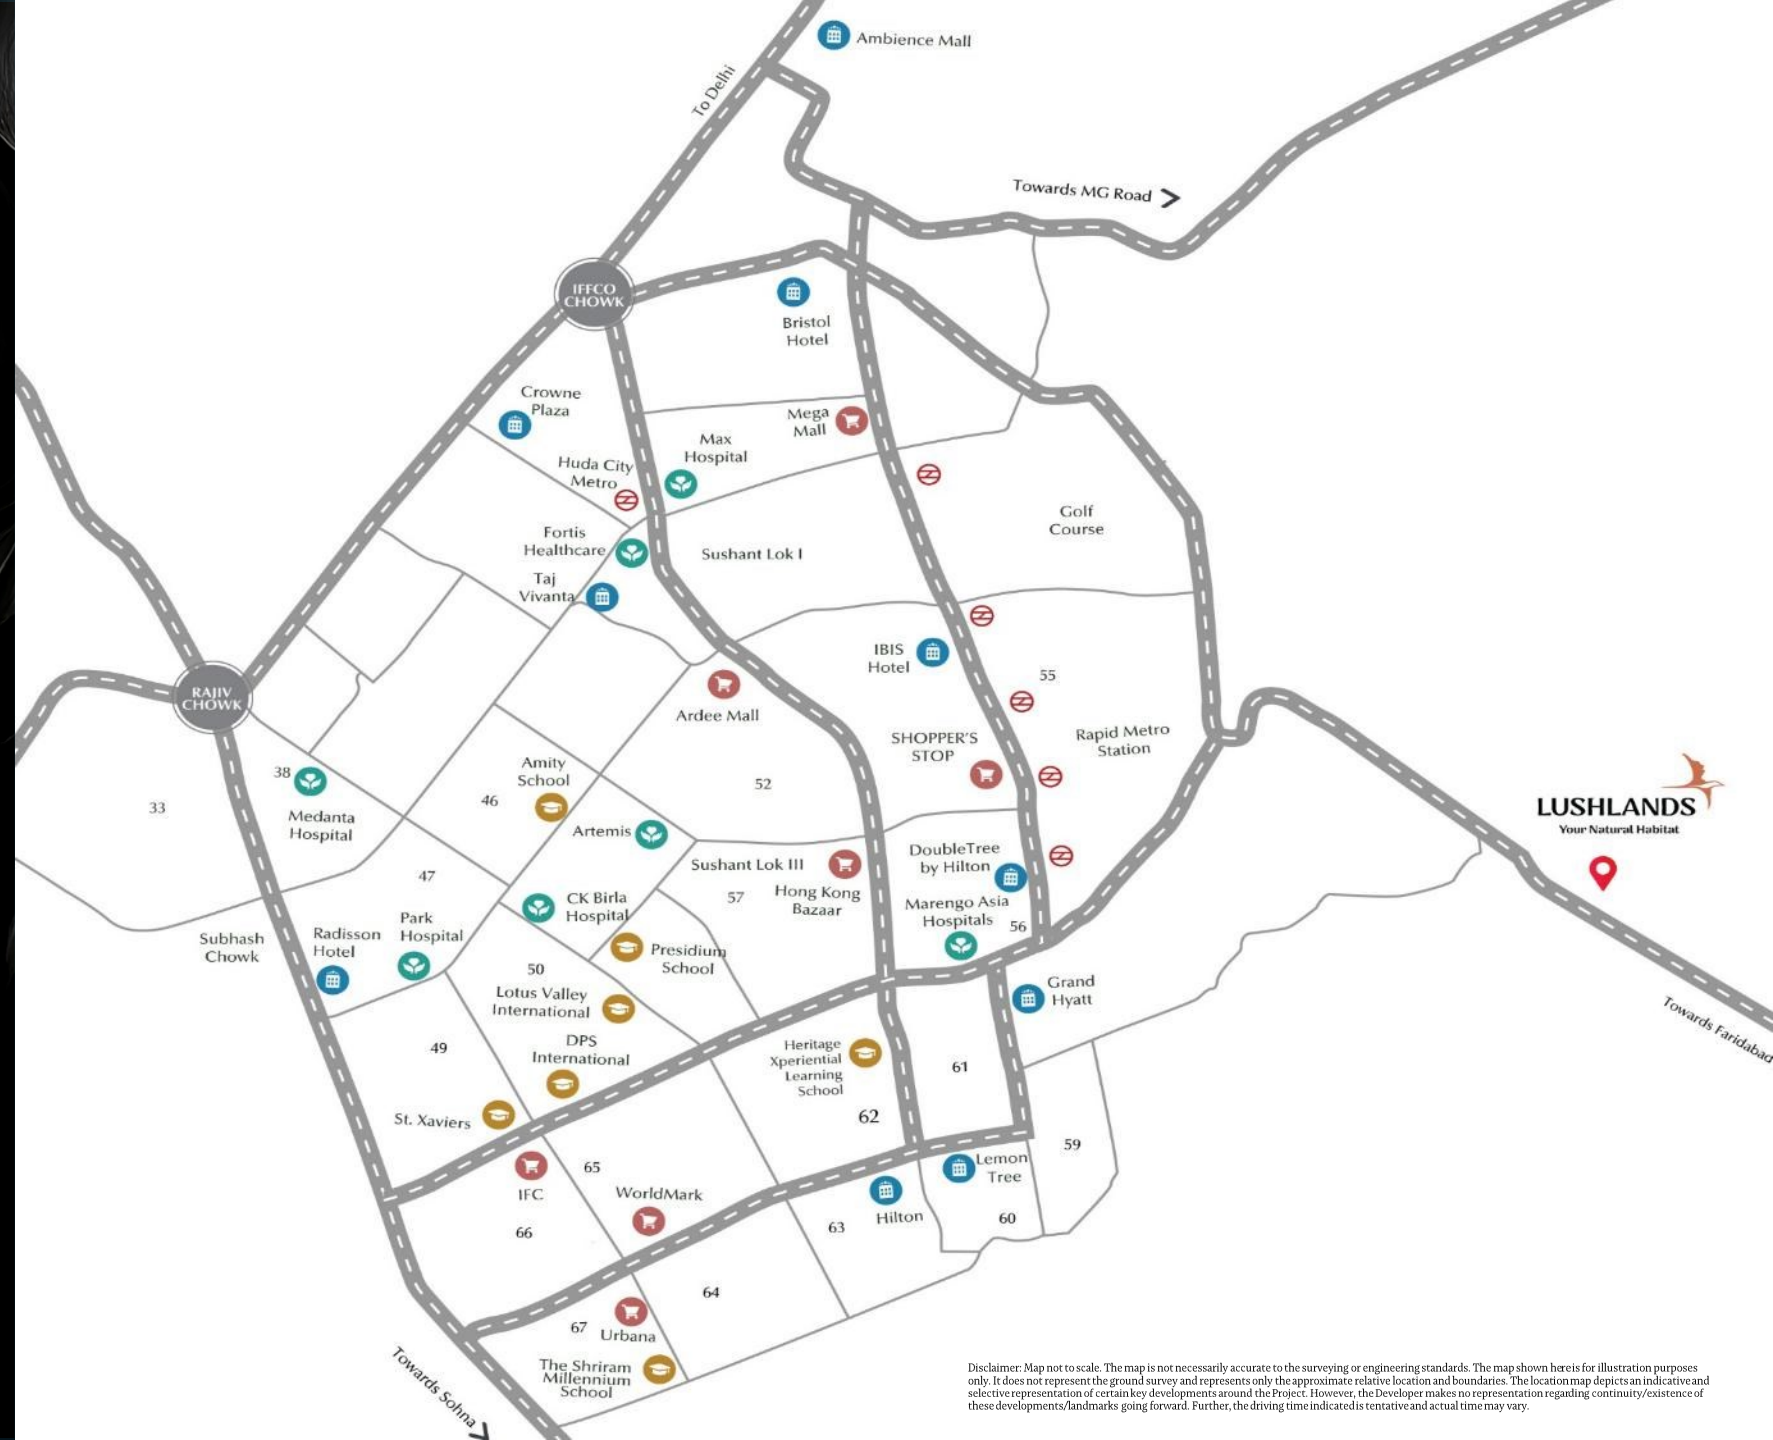 Ambience Mall
To Delhi
Towards MG Road
IFFCO
CHOWK
Bristol
Hotel
Crowne
Plaza
Mega
Mall
Max
Hospital
Huda City
Metro
Golf
Course
Fortis
Healthcare
Sushant Lok I
Taj
Vivanta
IBIS
Hotel
55
RAJIV
CHOWK
Ardee Mall
SHOPPER'S
STOP
Rapid Metro
Station
38
Amity
School
52
33
46
Medanta
Hospital
Artemis
LUSHLANDS
Your Natural Habitat
DoubleTree
by Hilton
Sushant Lok III
47
57
Hong Kong
Bazaar
CK Birla
Hospital
Marengo Asia
Hospitals
56
Park
Hospital
Radisson
Hotel
Subhash
Chowk
Presidium
School
50
Grand
Hyatt
Lotus Valley
International
Towards Faridabad
49
DPS
International
Heritage
Xperiential
Learning
School
61
St. Xaviers
62
59
65
Lemon
Tree
IFC
WorldMark
66
63
Hilton
60
64
67
Urbana
The Shriram
Millennium
School
Towards Sohna
Disclaimer: Map not to scale. The map is not necessarily accurate to the surveying or engineering standards. The map shown here is for illustration purposes
only. It does not represent the ground survey and represents only the approximate relative location and boundaries. The location map depicts an indicative and
selective representation of certain key developments around the Project. However, the Developer makes no representation regarding continuity/existence of
these developments/landmarks going forward. Further, the driving time indicated is tentative and actual time may vary.